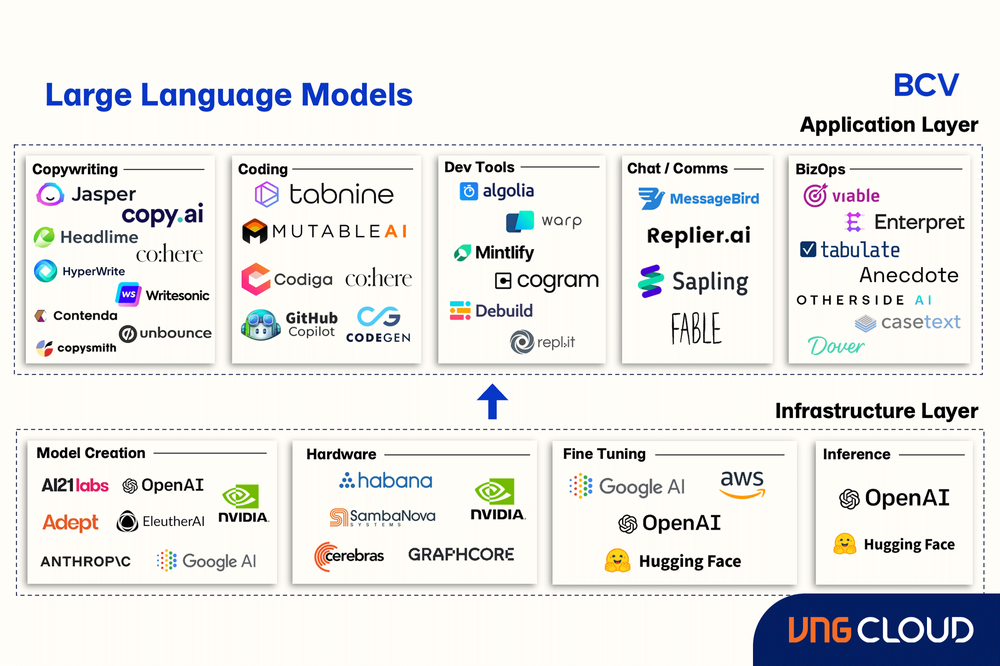 Large Language Models
BCV
Application Layer
Copywriting
Jasper
copy.ai
Headlime
co:here
HyperWrite
WS Writesonic
Contenda
unbounce
copysmith
Coding
tabnine
MUTABLEAI
Codiga
co:here
GitHub
Copilot
CODEGEN
Dev Tools
algolia
warp
Mintlify
cogram
Debuild
repl.it
Chat / Comms
MessageBird
Replier.ai
Sapling
FABLE
BizOps
viable
Enterpret
tabulate
Anecdote
OTHERSIDE AI
casetext
Dover
Infrastructure Layer
Model Creation
AI21labs
OpenAI
NVIDIA.
Adept
EleutherAI
ANTHROP\C
Google AI
Hardware
habana
NVIDIA.
SambaNova
SYSTEMS
cerebras
GRAPHCORE
Fine Tuning
Google AI
aws
OpenAI
Hugging Face
Inference
OpenAI
Hugging Face
VNG CLOUD